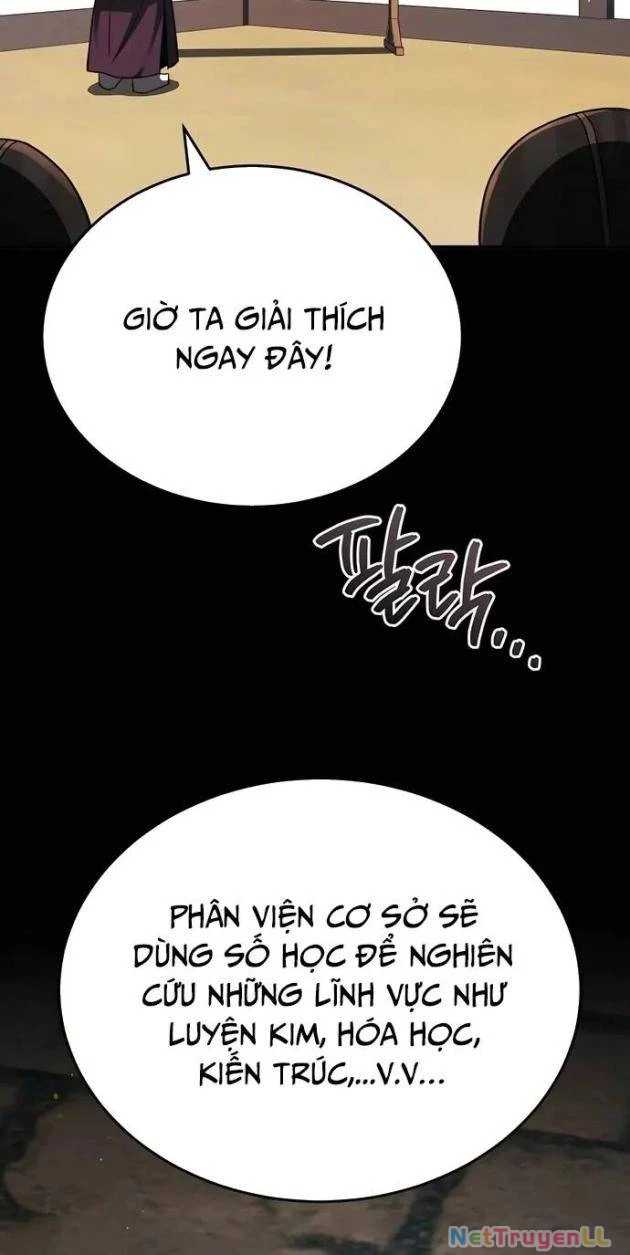 GIỜ TA GIẢI THÍCH
NGAY ĐÂY!
팔락...
PHÂN VIỆN CƠ SỞ SẼ
DÙNG SỐ HỌC ĐỂ NGHIÊN
CỨU NHỮNG LĨNH VỰC NHƯ
LUYỆN KIM, HÓA HỌC,
KIẾN TRÚC,...V.V...
NetTruyenLL